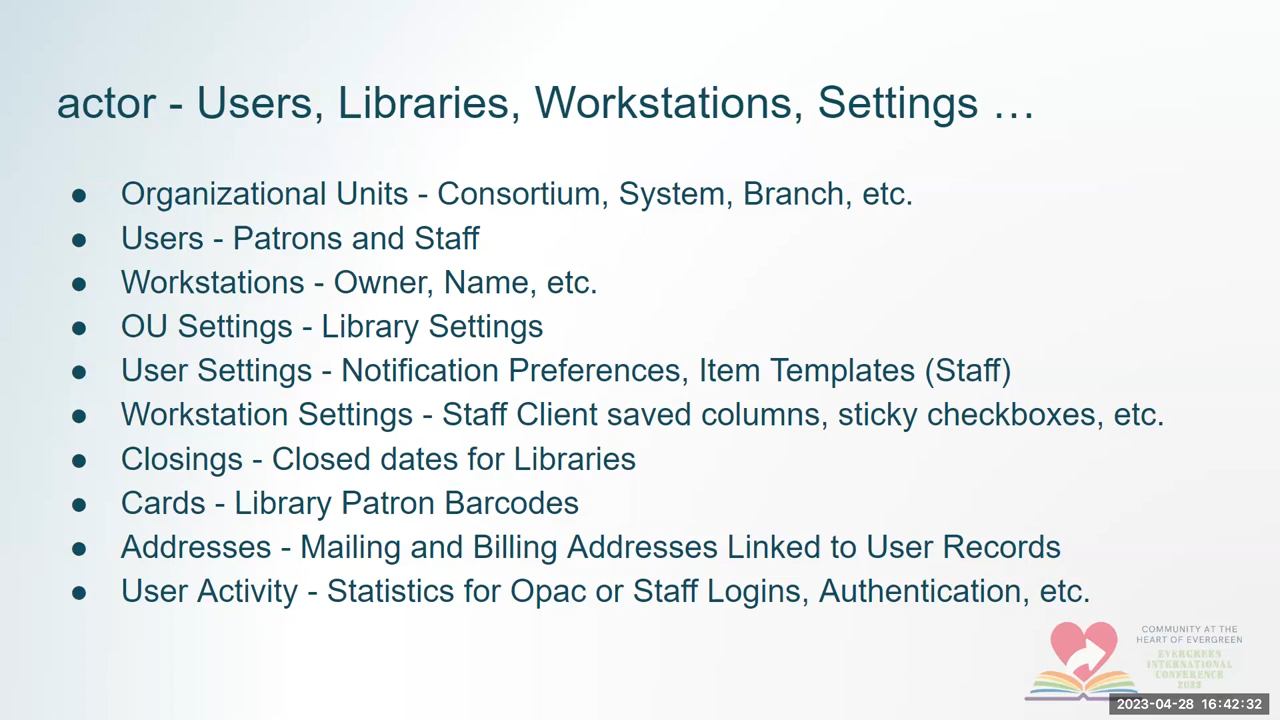 actor - Users, Libraries, Workstations, Settings …
● Organizational Units - Consortium, System, Branch, etc.
● Users - Patrons and Staff
● Workstations - Owner, Name, etc.
● OU Settings - Library Settings
● User Settings - Notification Preferences, Item Templates (Staff)
● Workstation Settings - Staff Client saved columns, sticky checkboxes, etc.
● Closings - Closed dates for Libraries
● Cards - Library Patron Barcodes
● Addresses - Mailing and Billing Addresses Linked to User Records
● User Activity - Statistics for Opac or Staff Logins, Authentication, etc.
COMMUNITY AT THE
HEART OF EVERGREEN
EVERGREEN
INTERNATIONAL
CONFERENCE
2023
2023-04-28 16:42:32